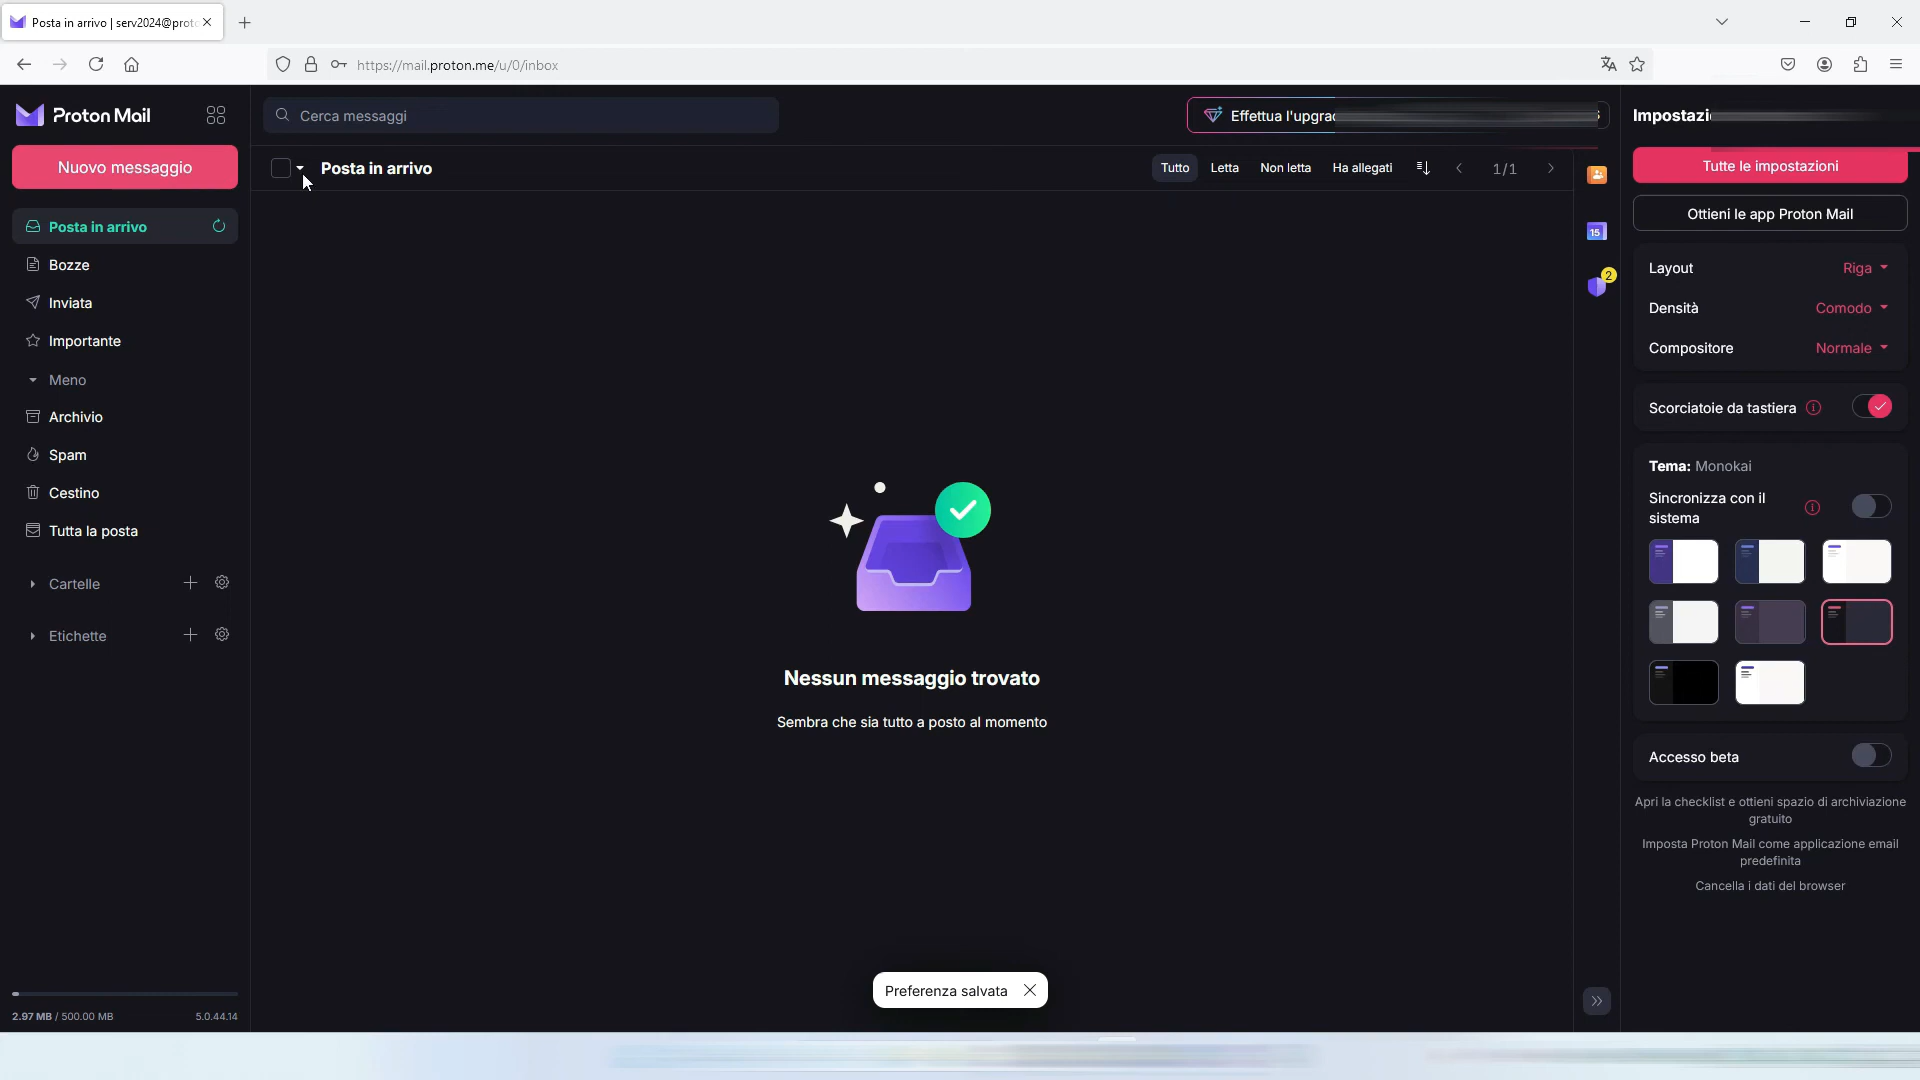 Posta in arrivo | serv2024@prot
https://mail.proton.me/u/0/inbox
Proton Mail
Cerca messaggi
Effettua l'upgrad
Impostazi
Nuovo messaggio
Posta in arrivo
Tutto
Letta
Non letta
Ha allegati
1/1
Tutte le impostazioni
Ottieni le app Proton Mail
Posta in arrivo
Bozze
Inviata
Importante
Meno
Archivio
Spam
Cestino
Tutta la posta
Cartelle
Etichette
15
2
Layout
Riga
Densità
Comodo
Compositore
Normale
Scorciatoie da tastiera
Tema: Monokai
Sincronizza con il
sistema
Nessun messaggio trovato
Sembra che sia tutto a posto al momento
Accesso beta
Apri la checklist e ottieni spazio di archiviazione
gratuito
Imposta Proton Mail come applicazione email
predefinita
Cancella i dati del browser
Preferenza salvata
2.97 MB / 500.00 MB
5.0.44.14